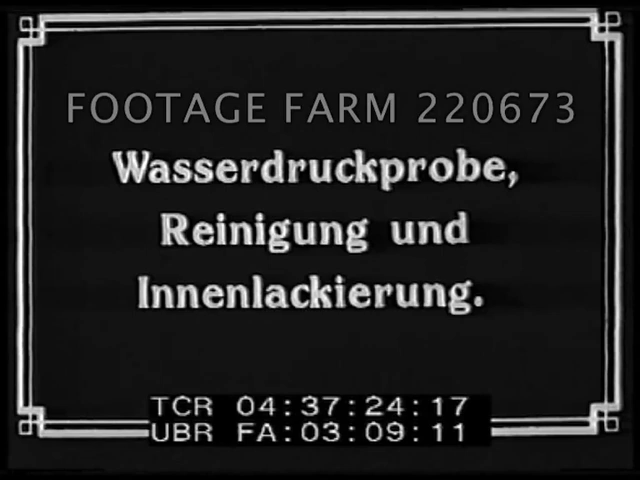 FOOTAGE FARM 220673
Wasserdruckprobe,
Reinigung und
Innenlackierung.
TCR 04:37:24:17
UBR FA:03:09:11